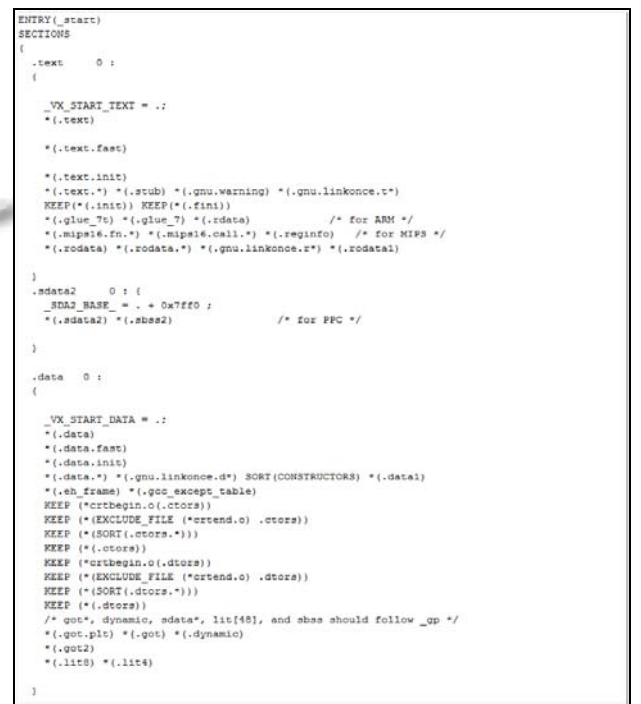 ENTRY(_start)
SECTIONS
{
.text 0 :
{
_VX_START_TEXT = .;
*(.text)
*(.text.fast)
*(.text.init)
*(.text.*) *(.stub) *(.gnu.warning) *(.gnu.linkonce.t*)
KEEP(*(.init)) KEEP(*(.fini))
*(.glue_7t) *(.glue_7) *(.rdata) /* for ARM */
*(.mips16.fn.*) *(.mips16.call.*) *(.reginfo) /* for MIPS */
*(.rodata) *(.rodata.*) *(.gnu.linkonce.r*) *(.rodata1)
}
.sdata2 0 : {
_SDA2_BASE_ = . + 0x7ff0 ;
*(.sdata2) *(.sbss2) /* for PPC */
}
.data 0 :
{
_VX_START_DATA = .;
*(.data)
*(.data.fast)
*(.data.init)
*(.data.*) *(.gnu.linkonce.d*) SORT(CONSTRUCTORS) *(.data1)
*(.eh_frame) *(.gcc_except_table)
KEEP (*crtbegin.o(.ctors))
KEEP (*(EXCLUDE_FILE (*crtend.o) .ctors))
KEEP (*(SORT(.ctors.*)))
KEEP (*(.ctors))
KEEP (*crtbegin.o(.dtors))
KEEP (*(EXCLUDE_FILE (*crtend.o) .dtors))
KEEP (*(SORT(.dtors.*)))
KEEP (*(.dtors))
/* got*, dynamic, sdata*, lit[48], and sbss should follow _gp */
*(.got.plt) *(.got) *(.dynamic)
*(.got2)
*(.lit8) *(.lit4)
}